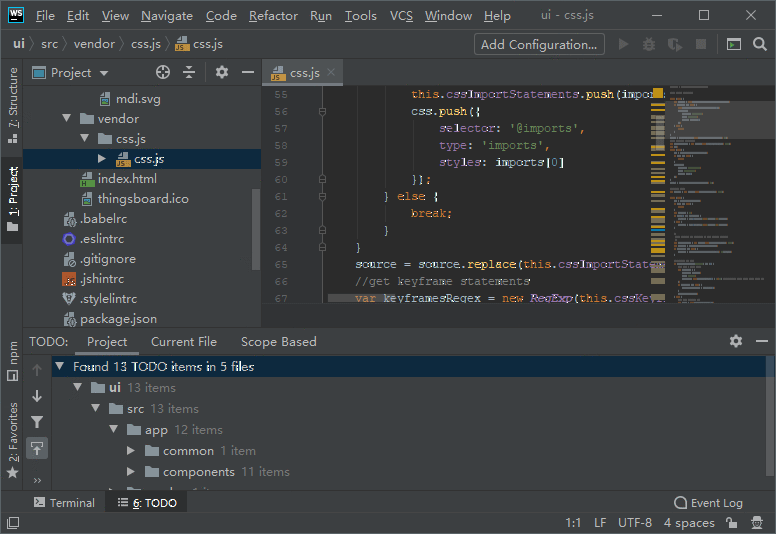 WS File Edit View Navigate Code Refactor Run Tools VCS Window Help ui - css.js
ui src vendor css.js css.js Add Configuration...
Project css.js
7: Structure
1: Project
npm
2: Favorites
mdi.svg
vendor
css.js
css.js
index.html
thingsboard.ico
.babelrc
.eslintrc
.gitignore
.jshintrc
.stylelintrc
package.json
55 this.cssImportStatements.push(impor
56 css.push({
57 selector: '@imports',
58 type: 'imports',
59 styles: imports[0]
60 });
61 } else {
62 break;
63 }
64 }
65 source = source.replace(this.cssImportState
66 //get keyframe statements
67 var keyframesRegex = new RegExp(this.cssKey
TODO: Project Current File Scope Based
Found 13 TODO items in 5 files
ui 13 items
src 13 items
app 12 items
common 1 item
components 11 items
Terminal 6: TODO Event Log
1:1 LF UTF-8 4 spaces